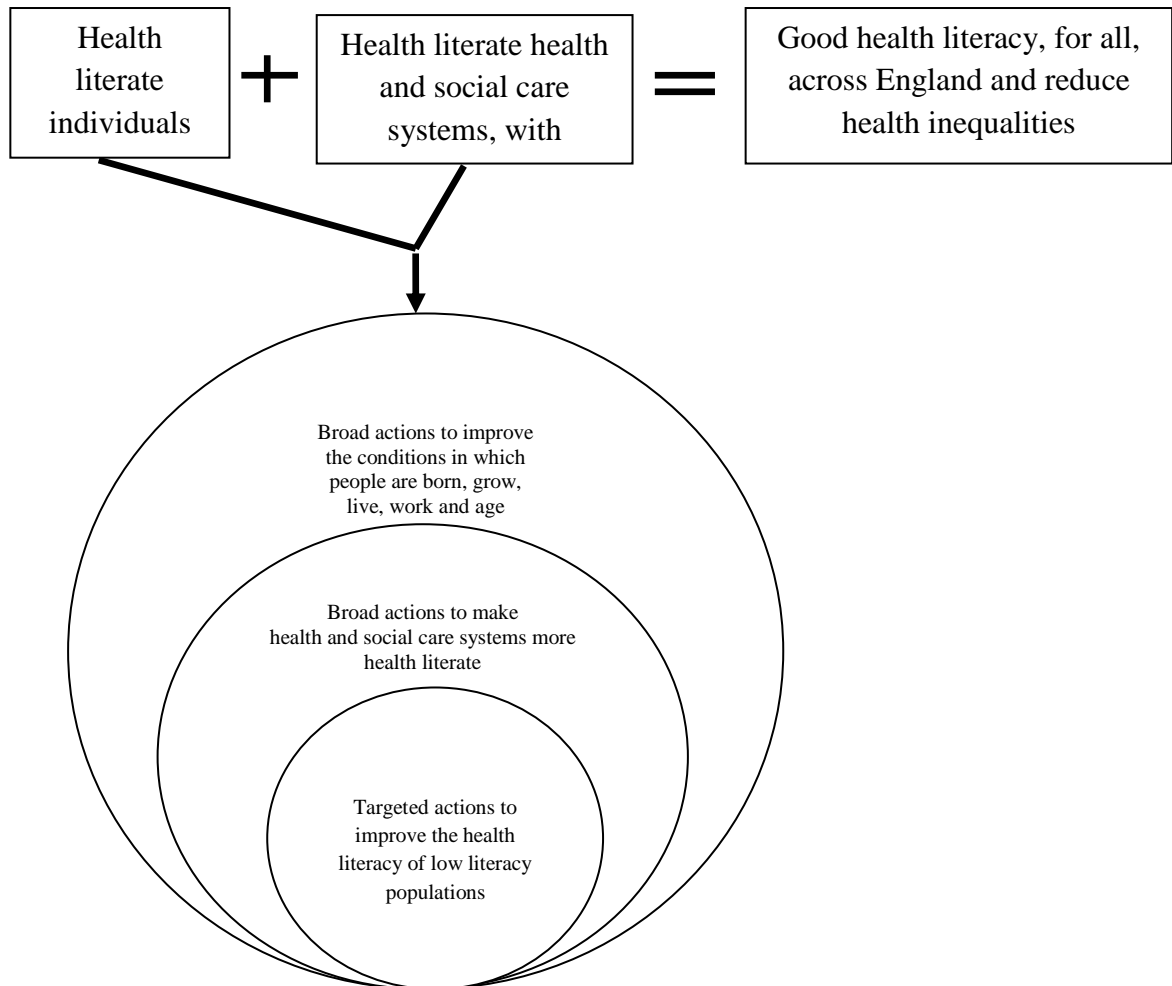 Health
literate
individuals
+
Health literate health
and social care
systems, with
=
Good health literacy, for all,
across England and reduce
health inequalities
Broad actions to improve
the conditions in which
people are born, grow,
live, work and age
Broad actions to make
health and social care systems more
health literate
Targeted actions to
improve the health
literacy of low literacy
populations